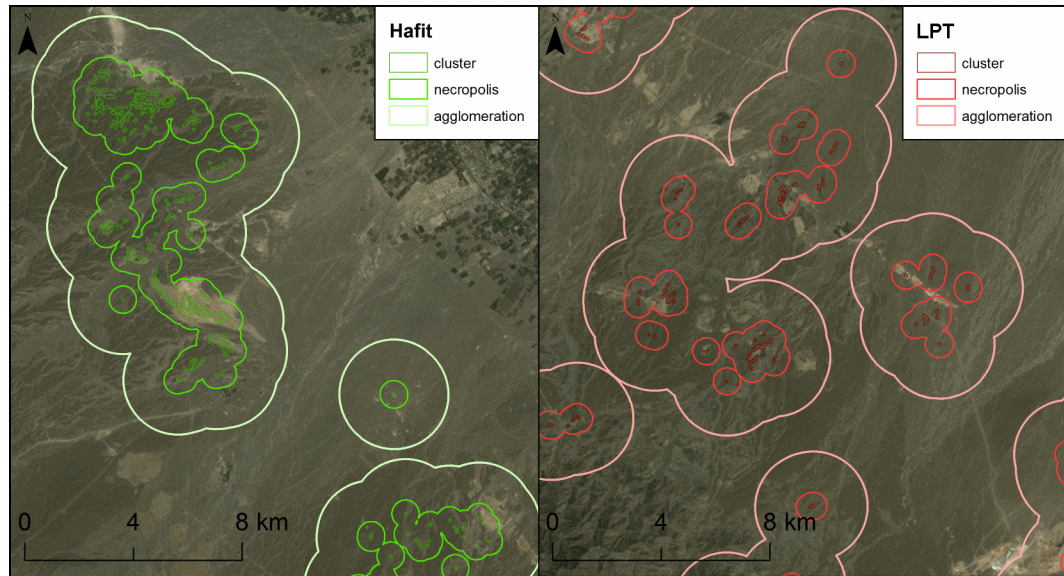 N
Hafit
cluster
necropolis
agglomeration
0 4 8 km
N
LPT
cluster
necropolis
agglomeration
0 4 8 km